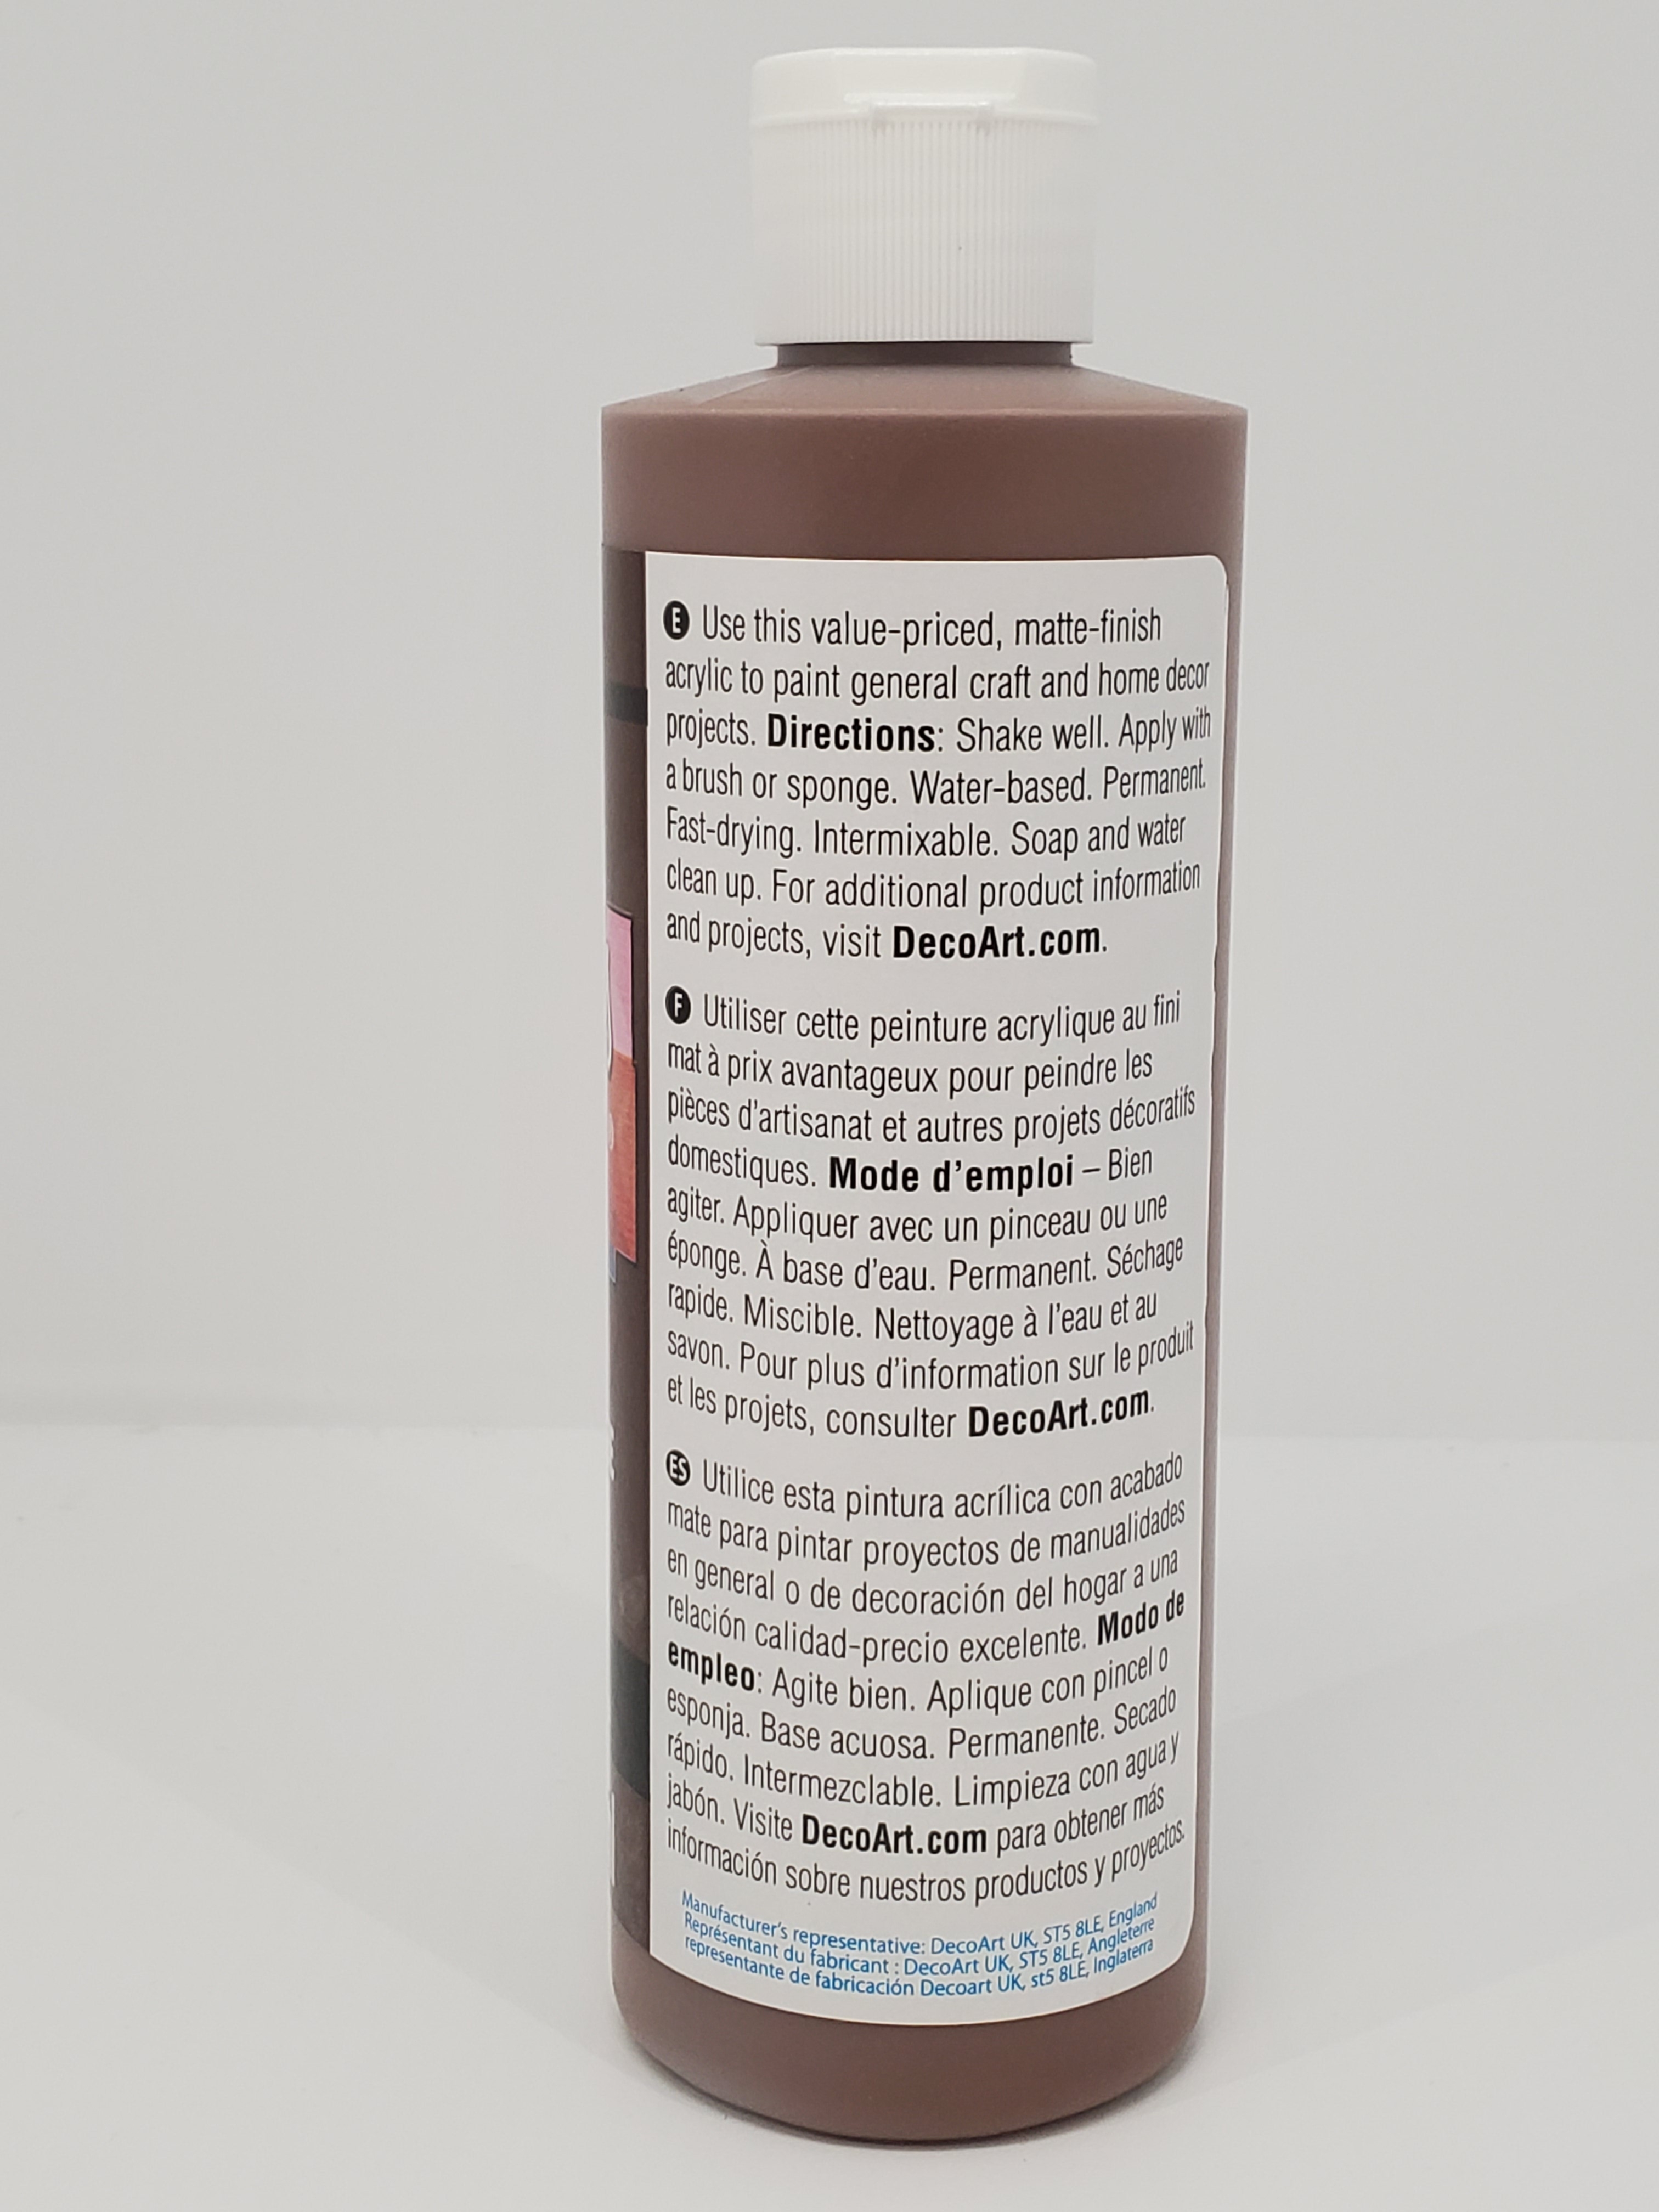 E Use this value-priced, matte-finish
acrylic to paint general craft and home decor
projects. Directions: Shake well. Apply with
a brush or sponge. Water-based. Permanent.
Fast-drying. Intermixable. Soap and water
clean up. For additional product information
and projects, visit DecoArt.com.
F Utiliser cette peinture acrylique au fini
mat à prix avantageux pour peindre les
pièces d'artisanat et autres projets décoratifs
domestiques. Mode d'emploi – Bien
agiter. Appliquer avec un pinceau ou une
éponge. À base d'eau. Permanent. Séchage
rapide. Miscible. Nettoyage à l'eau et au
savon. Pour plus d'information sur le produit
et les projets, consulter DecoArt.com.
ES Utilice esta pintura acrílica con acabado
mate para pintar proyectos de manualidades
en general o de decoración del hogar a una
relación calidad-precio excelente. Modo de
empleo: Agite bien. Aplique con pincel o
esponja. Base acuosa. Permanente. Secado
rápido. Intermezclable. Limpieza con agua y
jabón. Visite DecoArt.com para obtener más
información sobre nuestros productos y proyectos.
Manufacturer's representative: DecoArt UK, ST5 8LE, England
Représentant du fabricant : DecoArt UK, ST5 8LE, Angleterre
representante de fabricación Decoart UK, st5 8LE, Inglaterra